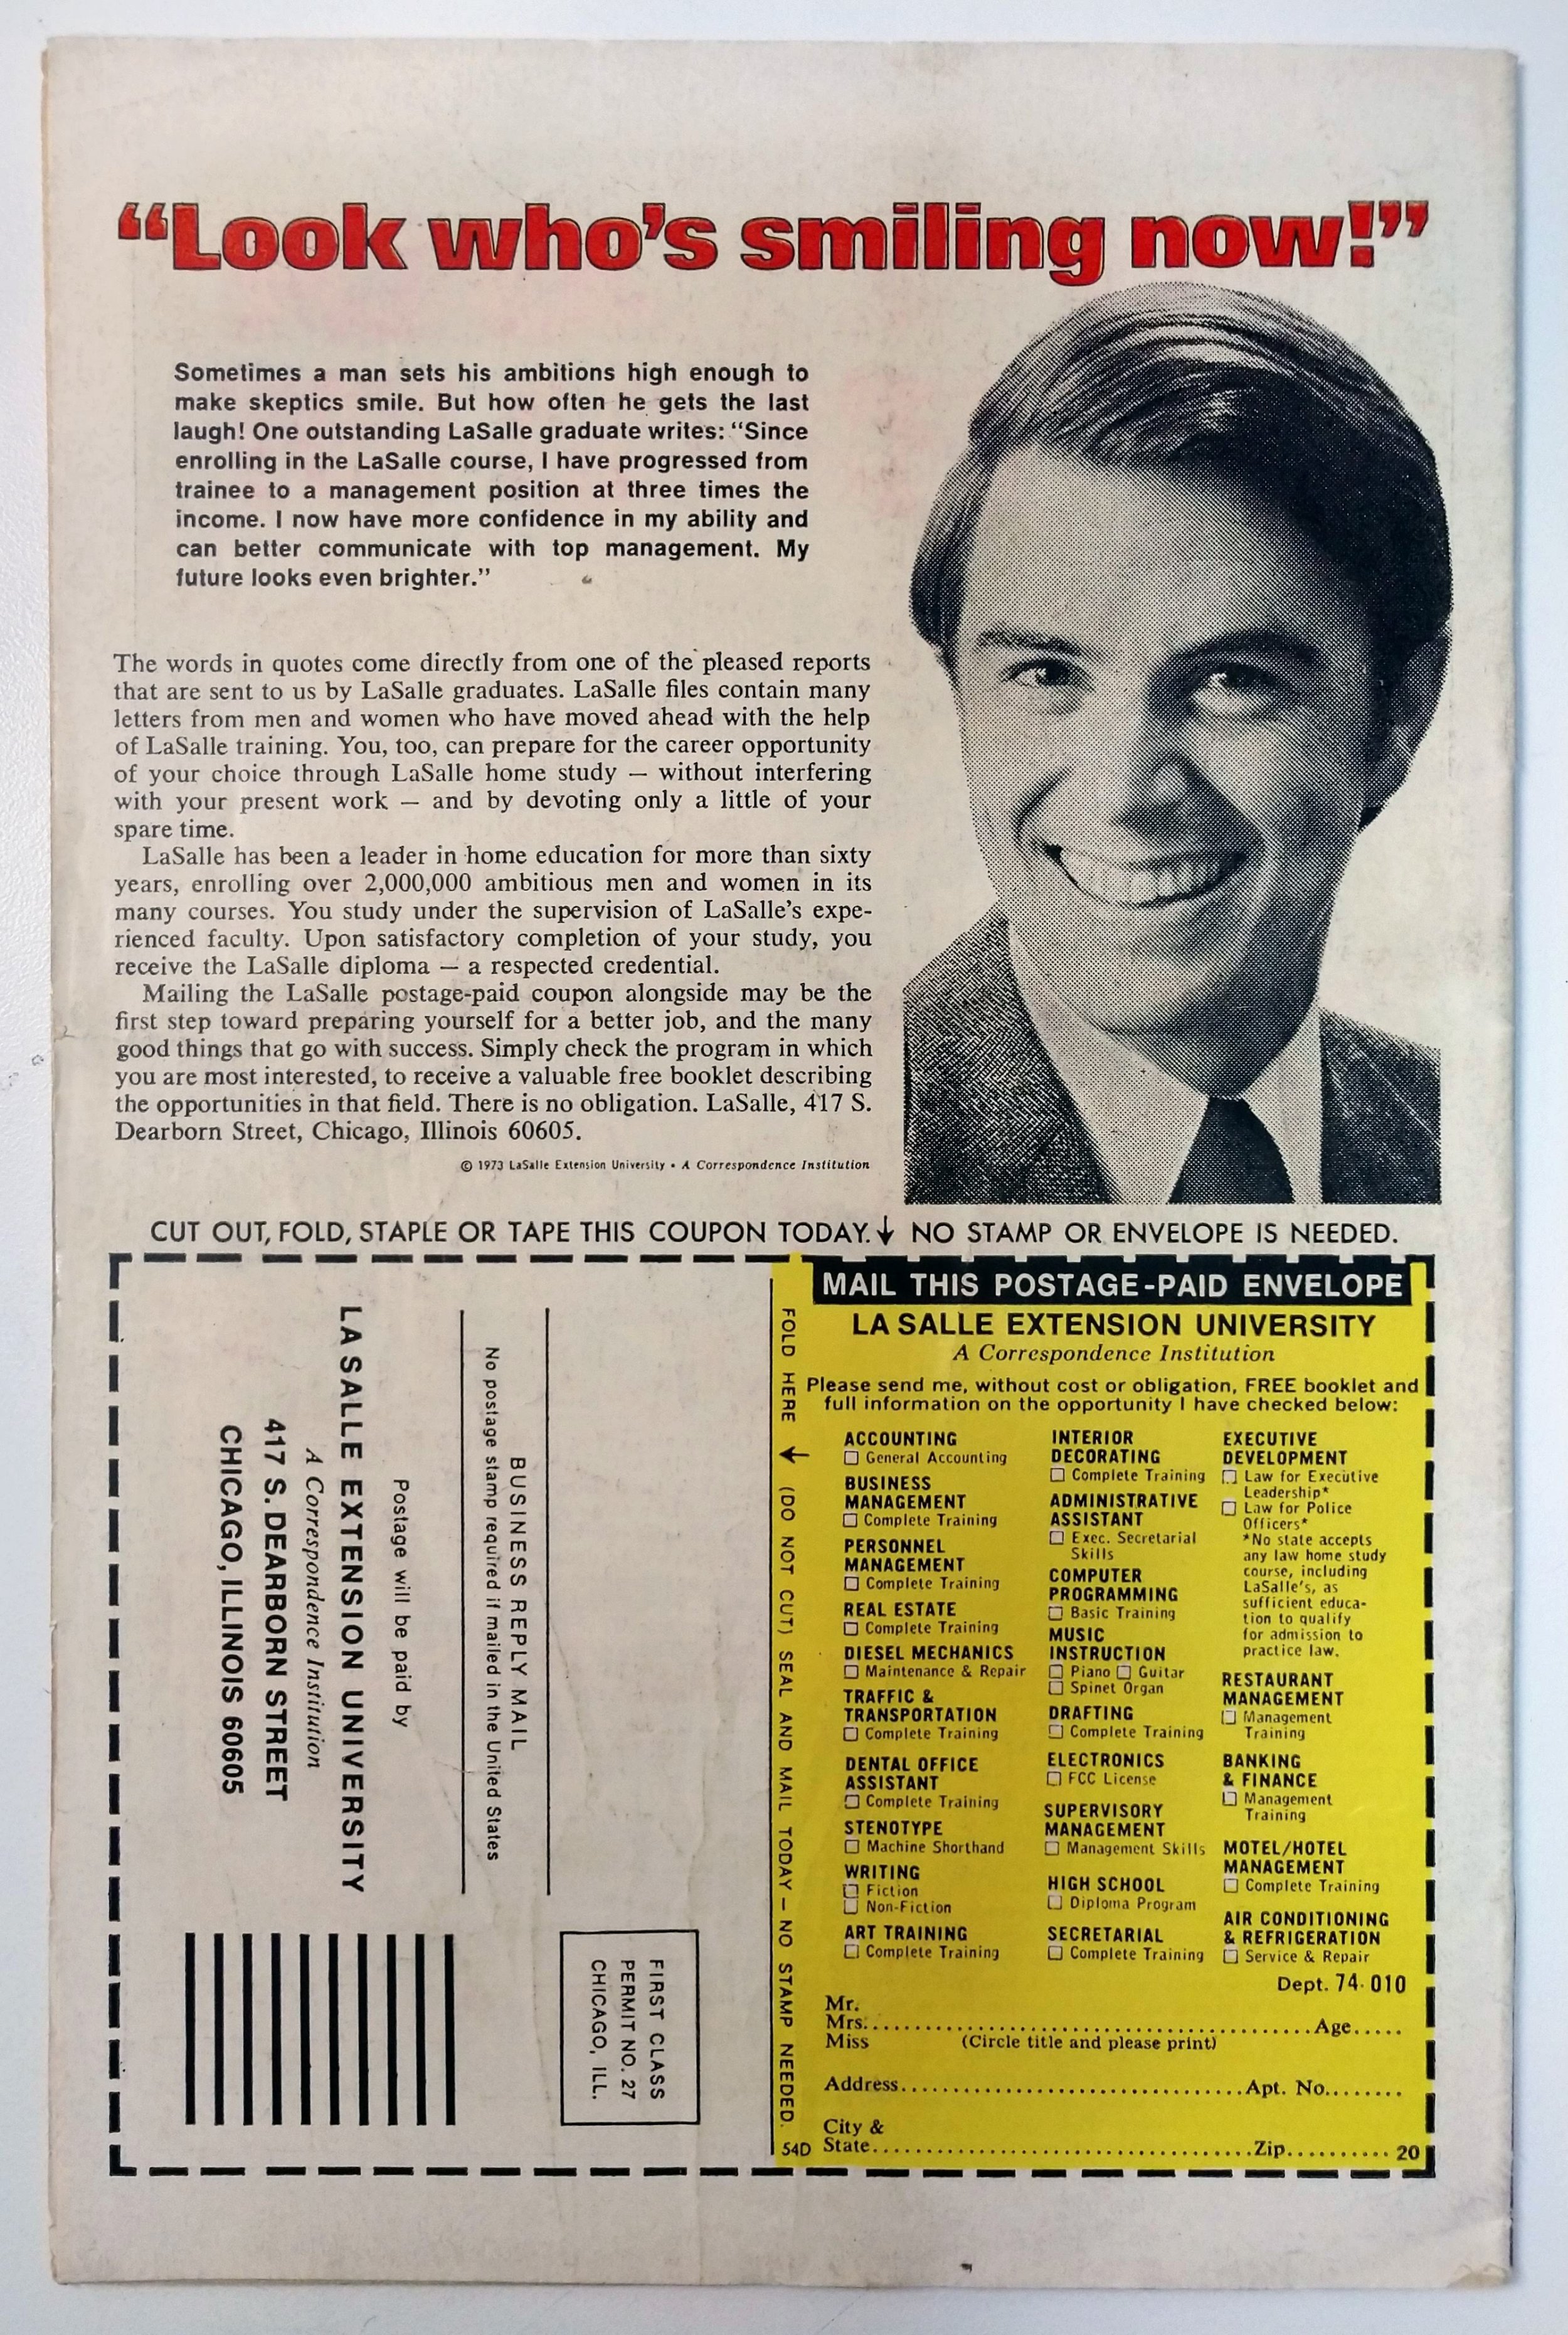 “Look who’s smiling now!”
Sometimes a man sets his ambitions high enough to
make skeptics smile. But how often he gets the last
laugh! One outstanding LaSalle graduate writes: “Since
enrolling in the LaSalle course, I have progressed from
trainee to a management position at three times the
income. I now have more confidence in my ability and
can better communicate with top management. My
future looks even brighter.”
The words in quotes come directly from one of the pleased reports
that are sent to us by LaSalle graduates. LaSalle files contain many
letters from men and women who have moved ahead with the help
of LaSalle training. You, too, can prepare for the career opportunity
of your choice through LaSalle home study — without interfering
with your present work — and by devoting only a little of your
spare time.
LaSalle has been a leader in home education for more than sixty
years, enrolling over 2,000,000 ambitious men and women in its
many courses. You study under the supervision of LaSalle’s expe-
rienced faculty. Upon satisfactory completion of your study, you
receive the LaSalle diploma — a respected credential.
Mailing the LaSalle postage-paid coupon alongside may be the
first step toward preparing yourself for a better job, and the many
good things that go with success. Simply check the program in which
you are most interested, to receive a valuable free booklet describing
the opportunities in that field. There is no obligation. LaSalle, 417 S.
Dearborn Street, Chicago, Illinois 60605.
© 1973 LaSalle Extension University • A Correspondence Institution
CUT OUT, FOLD, STAPLE OR TAPE THIS COUPON TODAY.↓ NO STAMP OR ENVELOPE IS NEEDED.
FIRST CLASS
PERMIT NO. 27
CHICAGO, ILL.
BUSINESS REPLY MAIL
No postage stamp required if mailed in the United States
Postage will be paid by
LA SALLE EXTENSION UNIVERSITY
A Correspondence Institution
417 S. DEARBORN STREET
CHICAGO, ILLINOIS 60605
FOLD HERE ↓ (DO NOT CUT) SEAL AND MAIL TODAY — NO STAMP NEEDED.
54D
MAIL THIS POSTAGE-PAID ENVELOPE
LA SALLE EXTENSION UNIVERSITY
A Correspondence Institution
Please send me, without cost or obligation, FREE booklet and
full information on the opportunity I have checked below:
ACCOUNTING
☐ General Accounting
BUSINESS
MANAGEMENT
☐ Complete Training
PERSONNEL
MANAGEMENT
☐ Complete Training
REAL ESTATE
☐ Complete Training
DIESEL MECHANICS
☐ Maintenance & Repair
TRAFFIC &
TRANSPORTATION
☐ Complete Training
DENTAL OFFICE
ASSISTANT
☐ Complete Training
STENOTYPE
☐ Machine Shorthand
WRITING
☐ Fiction
☐ Non-Fiction
ART TRAINING
☐ Complete Training
INTERIOR
DECORATING
☐ Complete Training
ADMINISTRATIVE
ASSISTANT
☐ Exec. Secretarial
Skills
COMPUTER
PROGRAMMING
☐ Basic Training
MUSIC
INSTRUCTION
☐ Piano ☐ Guitar
☐ Spinet Organ
DRAFTING
☐ Complete Training
ELECTRONICS
☐ FCC License
SUPERVISORY
MANAGEMENT
☐ Management Skills
HIGH SCHOOL
☐ Diploma Program
SECRETARIAL
☐ Complete Training
EXECUTIVE
DEVELOPMENT
☐ Law for Executive
Leadership*
☐ Law for Police
Officers*
*No state accepts
any law home study
course, including
LaSalle's, as
sufficient educa-
tion to qualify
for admission to
practice law.
RESTAURANT
MANAGEMENT
☐ Management
Training
BANKING
& FINANCE
☐ Management
Training
MOTEL/HOTEL
MANAGEMENT
☐ Complete Training
AIR CONDITIONING
& REFRIGERATION
☐ Service & Repair
Dept. 74-010
Mr.
Mrs. ........ Age.....
Miss (Circle title and please print)
Address........ Apt. No........
City &
State........ Zip.......... 20